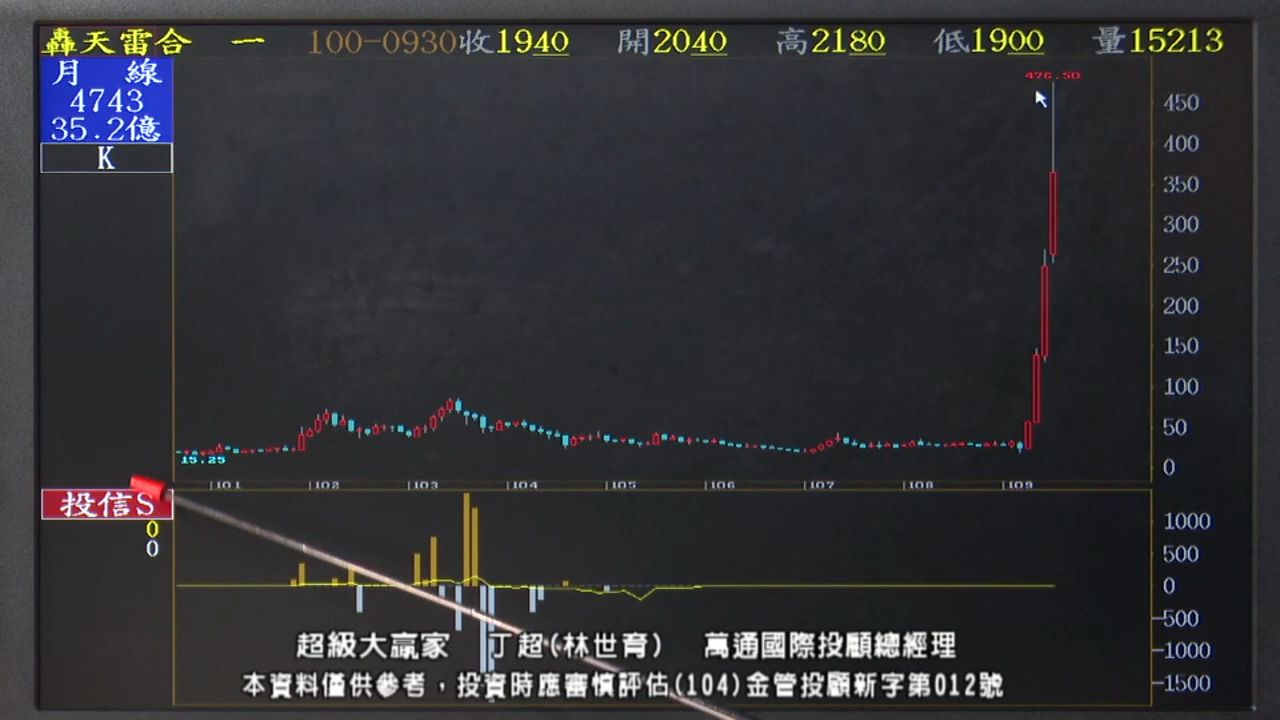 轟天雷合一 100-0930收1940 開2040 高2180 低1900 量15213
月 線
4743
35.2億
K
476.50
450
400
350
300
250
200
150
100
50
0
15.25
101 102 103 104 105 106 107 108 109
投信S
0
0
1000
500
0
-500
-1000
-1500
超級大贏家 丁超(林世育) 萬通國際投顧總經理
本資料僅供參考，投資時應審慎評估(104)金管投顧新字第012號